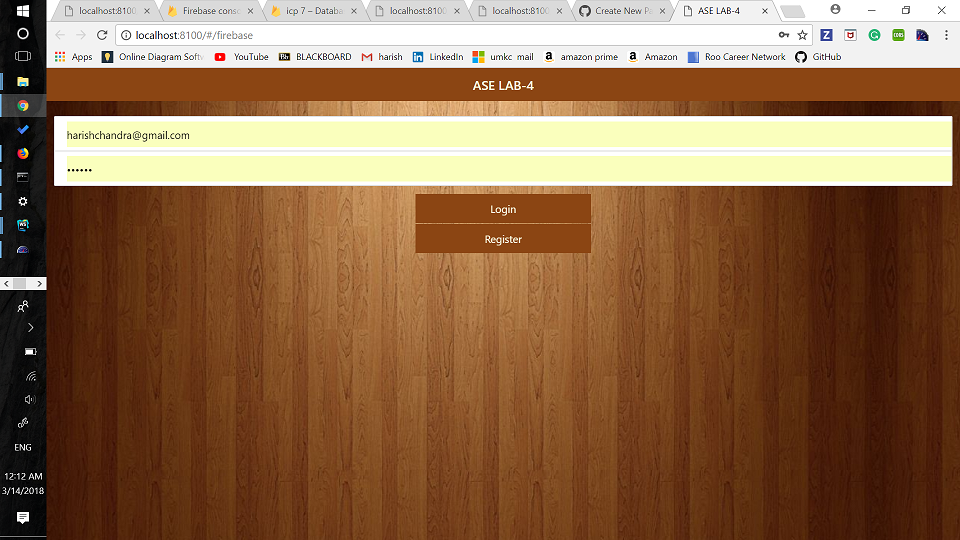 localhost:8100
Firebase conso
icp 7 – Databa
localhost:8100
localhost:8100
Create New Pa
ASE LAB-4
localhost:8100/#/firebase
Apps
Online Diagram Softw
YouTube
Bb
BLACKBOARD
harish
LinkedIn
umkc mail
amazon prime
Amazon
Roo Career Network
GitHub
ASE LAB-4
harishchandra@gmail.com
••••••
Login
Register
ENG
12:12 AM
3/14/2018